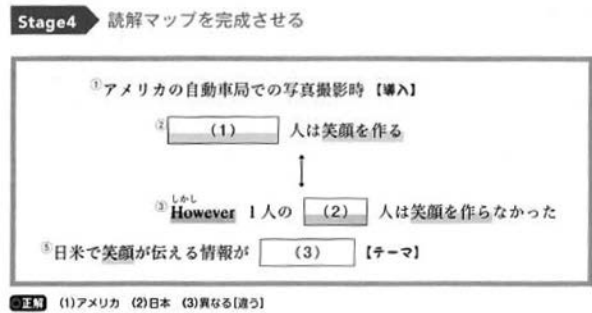 Stage4 読解マップを完成させる
①アメリカの自動車局での写真撮影時【導入】
② (1) 人は笑顔を作る
しかし
③However 1人の (2) 人は笑顔を作らなかった
⑤日米で笑顔が伝える情報が (3) 【テーマ】
○正解 (1)アメリカ (2)日本 (3)異なる[違う]